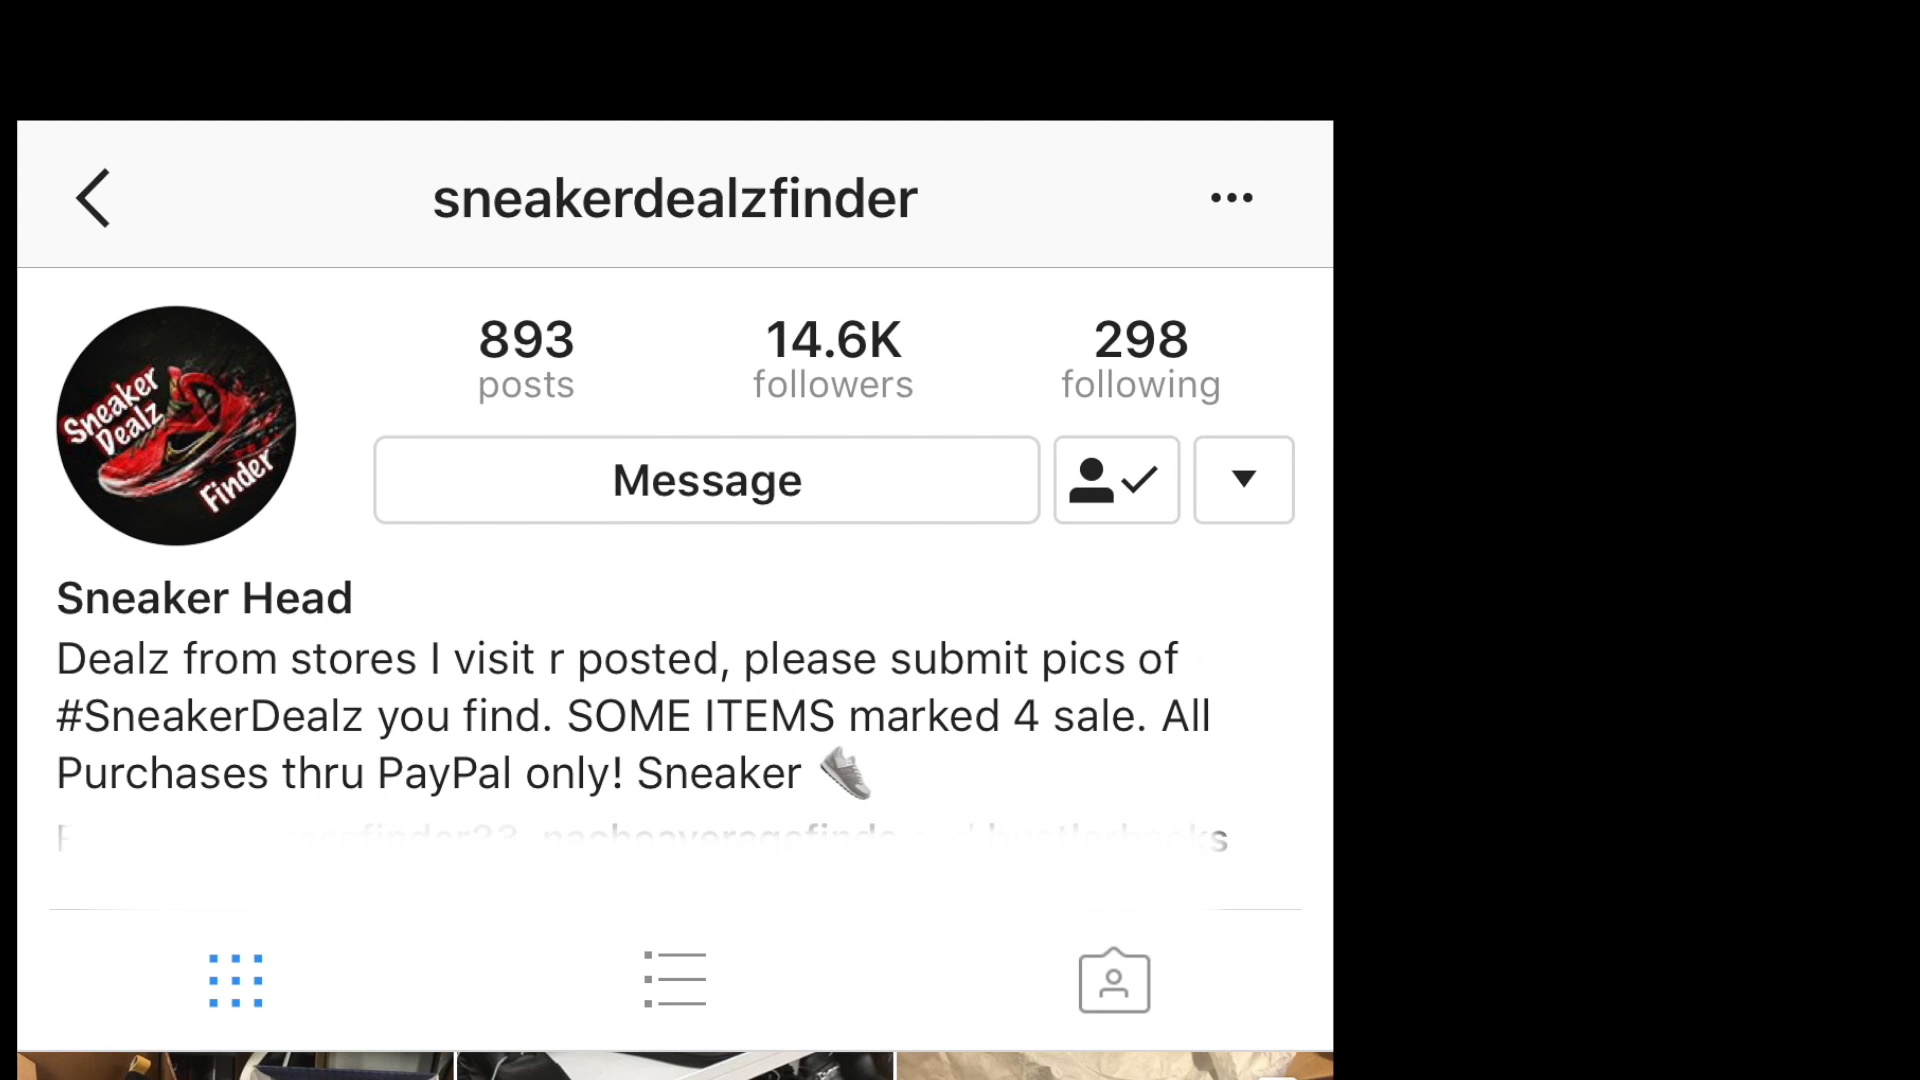 sneakerdealzfinder
893
14.6K
298
posts
followers
following
Sneaker
Dealz
Finder
Message
Sneaker Head
Dealz from stores I visit r posted, please submit pics of
#SneakerDealz you find. SOME ITEMS marked 4 sale. All
Purchases thru PayPal only! Sneaker